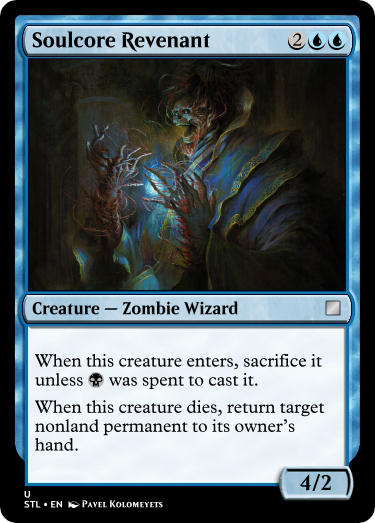 Soulcore Revenant 2
Creature — Zombie Wizard
When this creature enters, sacrifice it
unless was spent to cast it.
When this creature dies, return target
nonland permanent to its owner's
hand.
4/2
U
STL • EN Pavel Kolomeyets